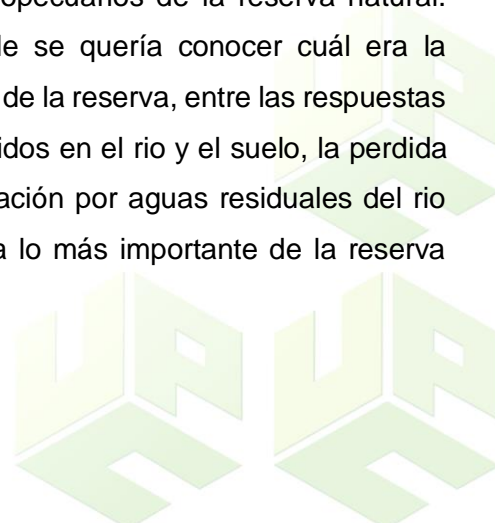 opecuarios de la reserva natural.
le se quería conocer cuál era la
de la reserva, entre las respuestas
idos en el rio y el suelo, la perdida
ación por aguas residuales del rio
a lo más importante de la reserva